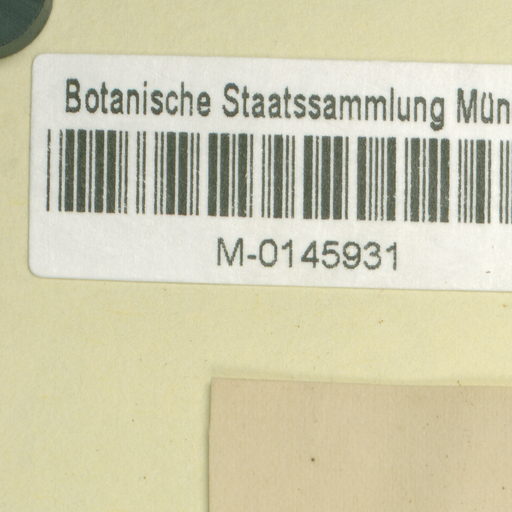 Botanische Staatssammlung Mün
M-0145931